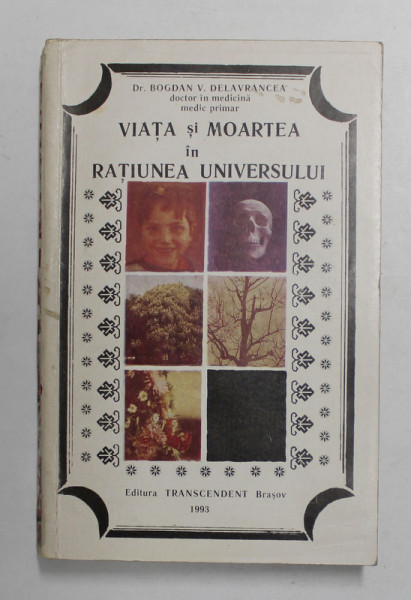 Dr. BOGDAN V. DELAVRANCEA
doctor în medicină
medic primar
VIAȚA și MOARTEA
în
RAȚIUNEA UNIVERSULUI
Editura TRANSCENDENT Brașov
1993